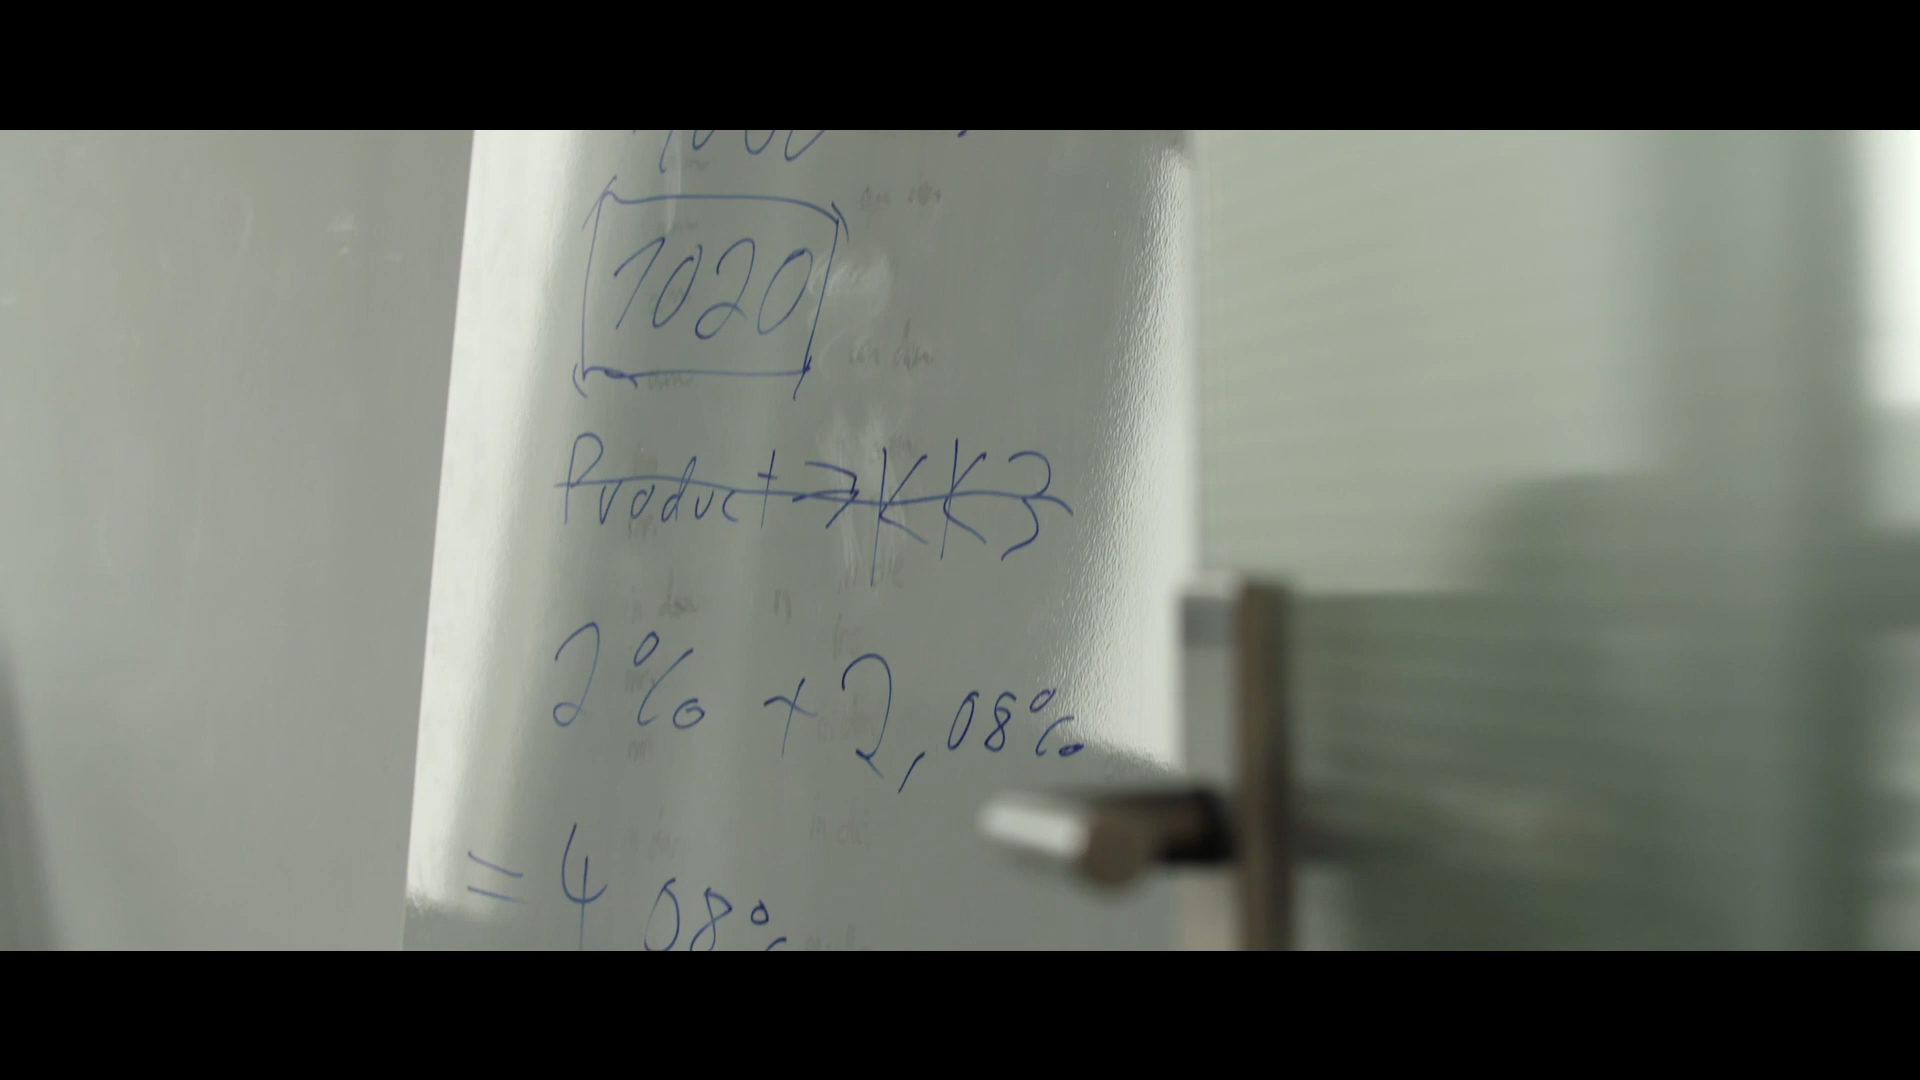 1020
Product → KK3
2% + 2,08%
= 4 08%